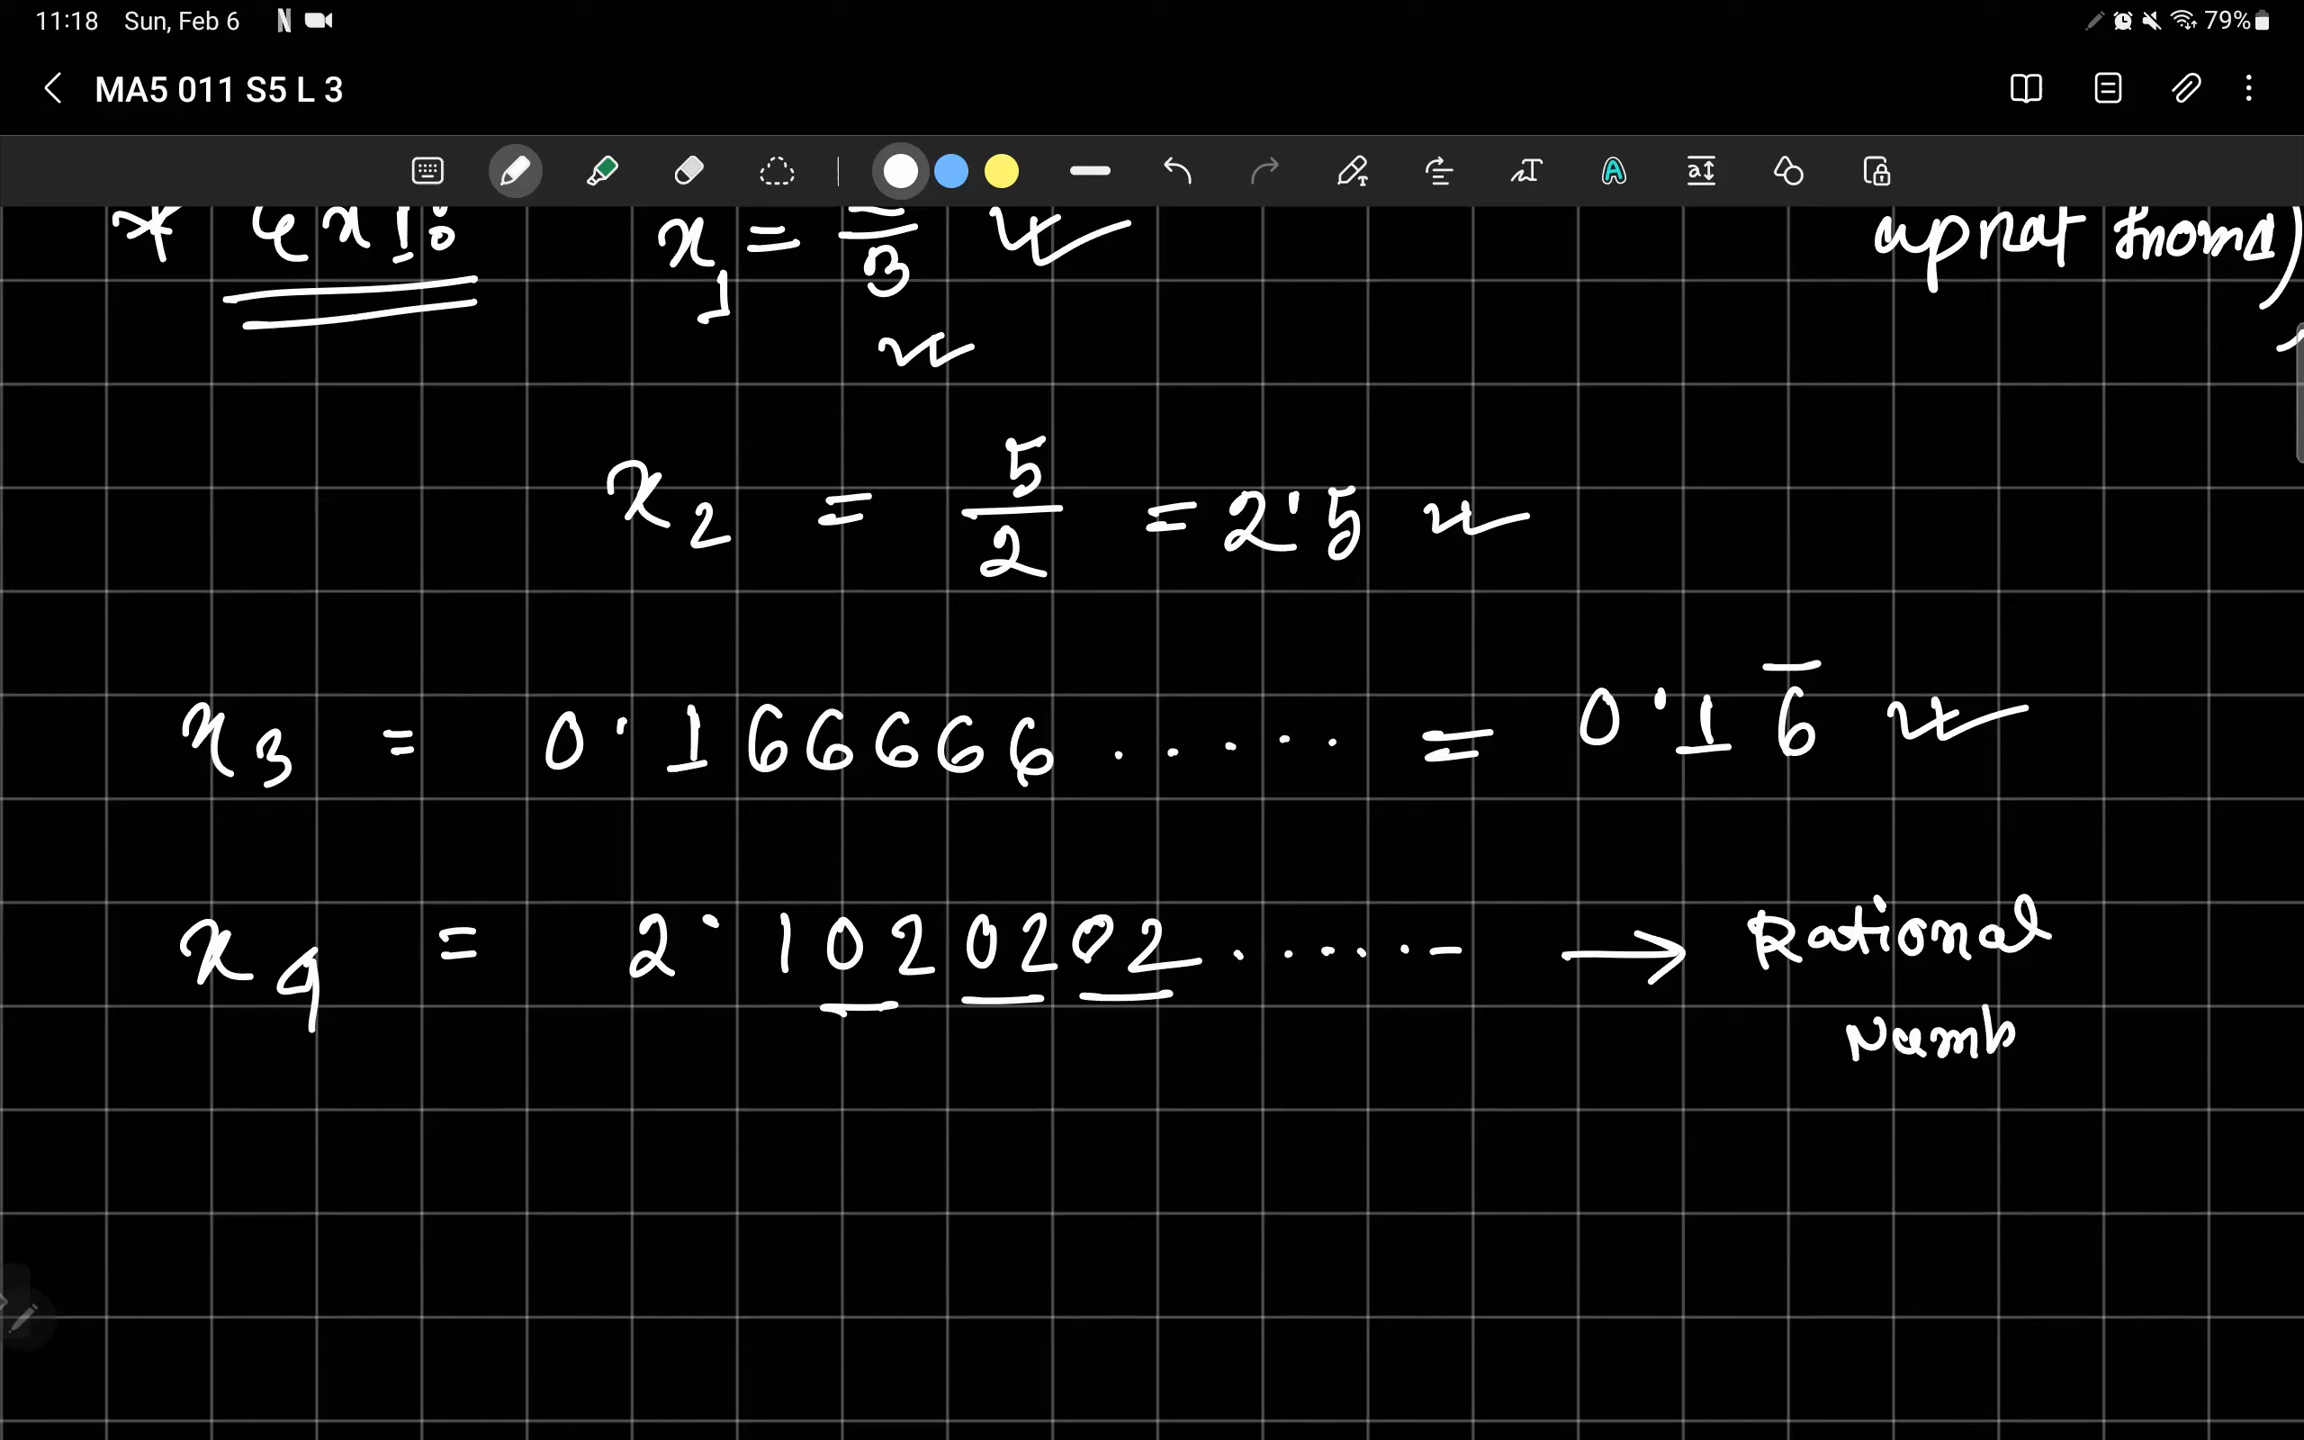 11:18 Sun, Feb 6 N 79%
MA5 011 S5 L 3
* Ex1:
x₁ = /3
x₂ = 5/2 = 2·5
x₃ = 0·166666 ..... = 0·16̅
x₄ = 2·1020202 ...... → Rational
Numb